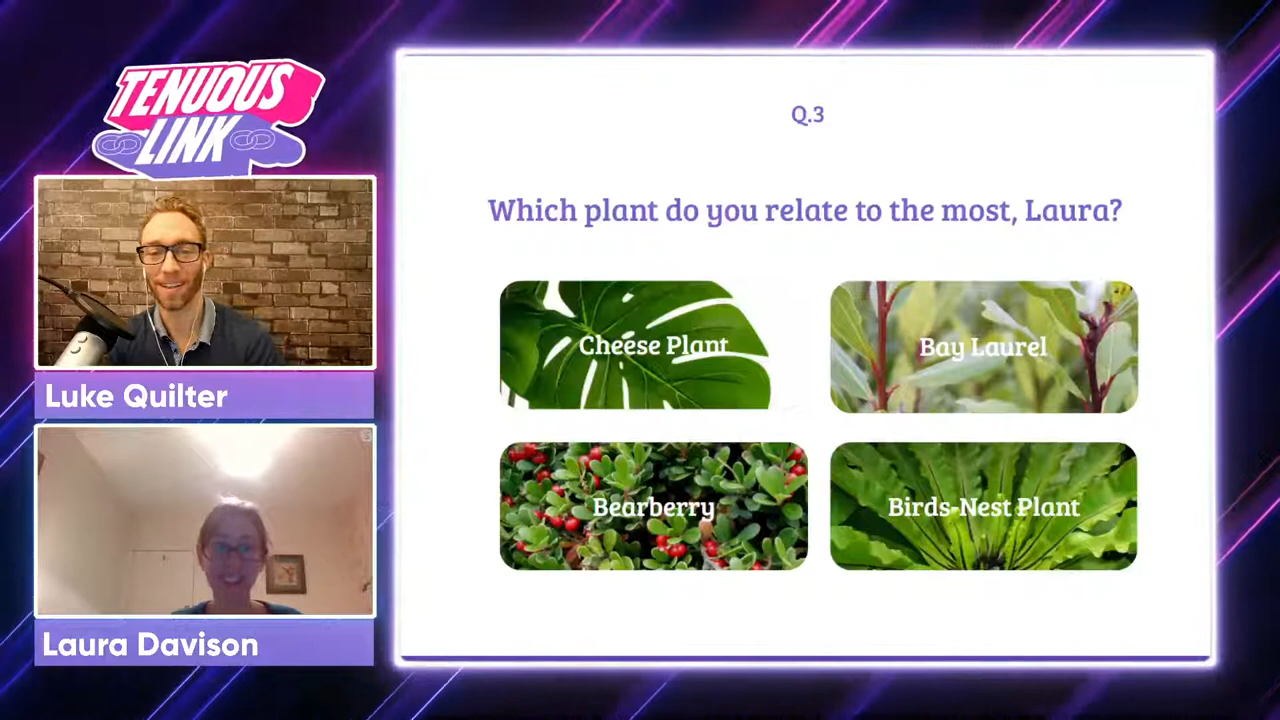 TENUOUS
LINK
Luke Quilter
Laura Davison
Q.3
Which plant do you relate to the most, Laura?
Cheese Plant
Bay Laurel
Bearberry
Birds-Nest Plant